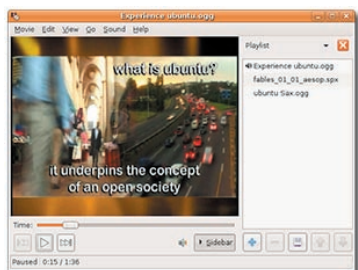 Experience ubuntu.ogg
Movie Edit View Go Sound Help
Playlist
Experience ubuntu.ogg
fables_01_01_aesop.spx
ubuntu Sax.ogg
what is ubuntu?
it underpins the concept
of an open society
Time:
Sidebar
Paused 0:15 / 1:36